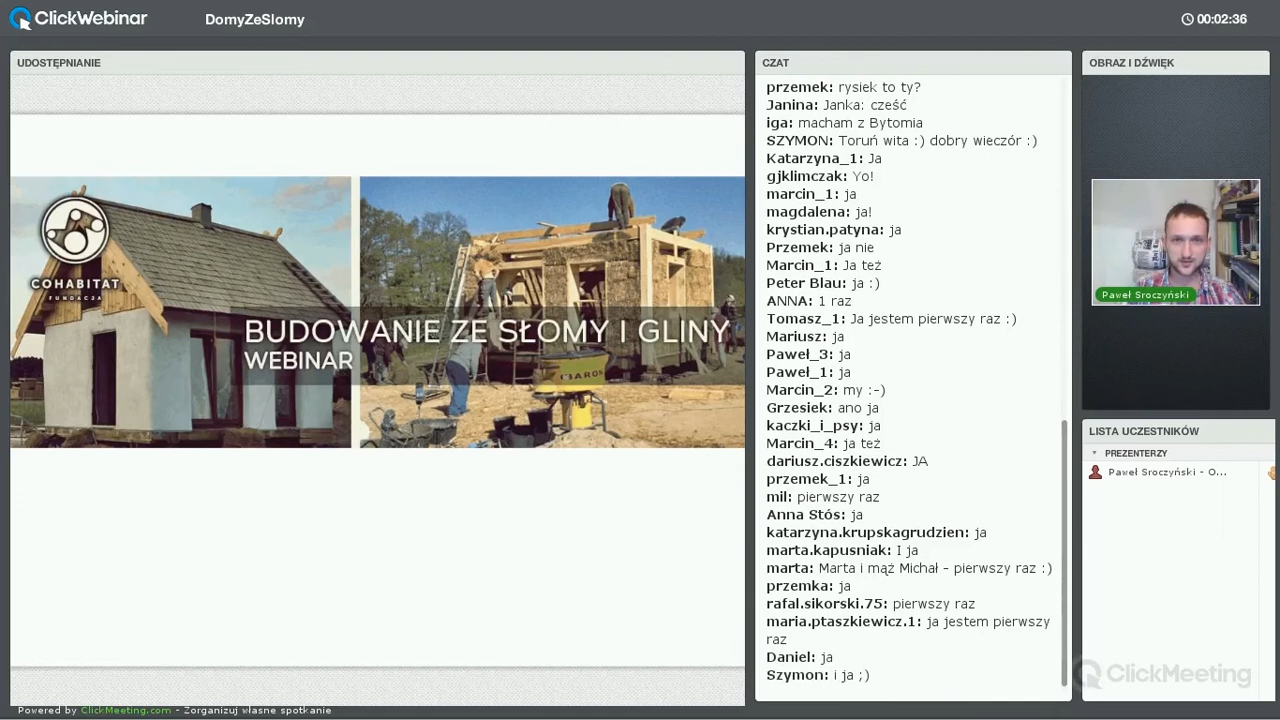 ClickWebinar
DomyZeSlomy
00:02:36
UDOSTĘPNIANIE
COHABITAT
FUNDACJA
BUDOWANIE ZE SŁOMY I GLINY
WEBINAR
BARON
CZAT
przemek: rysiek to ty?
Janina: Janka: cześć
iga: macham z Bytomia
SZYMON: Toruń wita :) dobry wieczór :)
Katarzyna_1: Ja
gjklimczak: Yo!
marcin_1: ja
magdalena: ja!
krystian.patyna: ja
Przemek: ja nie
Marcin_1: Ja też
Peter Blau: ja :)
ANNA: 1 raz
Tomasz_1: Ja jestem pierwszy raz :)
Mariusz: ja
Paweł_3: ja
Paweł_1: ja
Marcin_2: my :-)
Grzesiek: ano ja
kaczki_i_psy: ja
Marcin_4: ja też
dariusz.ciszkiewicz: JA
przemek_1: ja
mil: pierwszy raz
Anna Stós: ja
katarzyna.krupskagrudzien: ja
marta.kapusniak: I ja
marta: Marta i mąż Michał - pierwszy raz :)
przemka: ja
rafal.sikorski.75: pierwszy raz
maria.ptaszkiewicz.1: ja jestem pierwszy
raz
Daniel: ja
Szymon: i ja ;)
OBRAZ I DŹWIĘK
Paweł Sroczyński
LISTA UCZESTNIKÓW
PREZENTERZY
Paweł Sroczyński - O...
ClickMeeting
Powered by ClickMeeting.com - Zorganizuj własne spotkanie